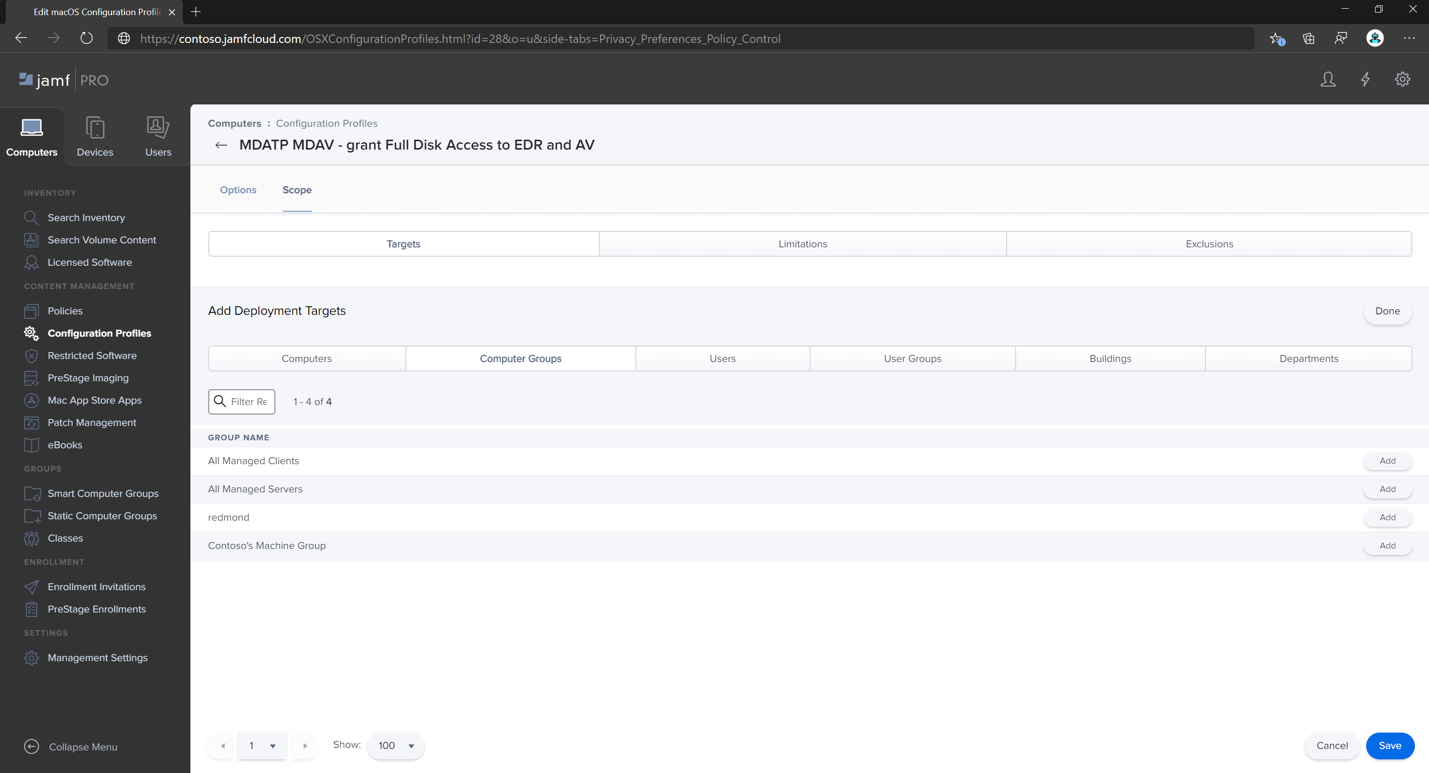 Edit macOS Configuration Profil
https://contoso.jamfcloud.com/OSXConfigurationProfiles.html?id=28&o=u&side-tabs=Privacy_Preferences_Policy_Control
jamf PRO
Computers
Devices
Users
INVENTORY
Search Inventory
Search Volume Content
Licensed Software
CONTENT MANAGEMENT
Policies
Configuration Profiles
Restricted Software
PreStage Imaging
Mac App Store Apps
Patch Management
eBooks
GROUPS
Smart Computer Groups
Static Computer Groups
Classes
ENROLLMENT
Enrollment Invitations
PreStage Enrollments
SETTINGS
Management Settings
Collapse Menu
Computers : Configuration Profiles
MDATP MDAV - grant Full Disk Access to EDR and AV
Options Scope
Targets Limitations Exclusions
Add Deployment Targets Done
Computers Computer Groups Users User Groups Buildings Departments
Filter Re 1 - 4 of 4
GROUP NAME
All Managed Clients Add
All Managed Servers Add
redmond Add
Contoso's Machine Group Add
1 Show: 100 Cancel Save